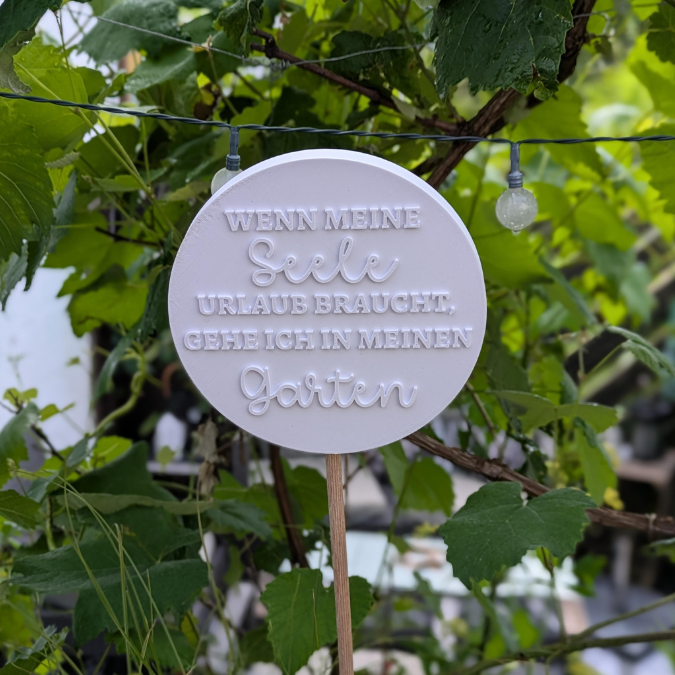 WENN MEINE
Seele
URLAUB BRAUCHT,
GEHE ICH IN MEINEN
Garten